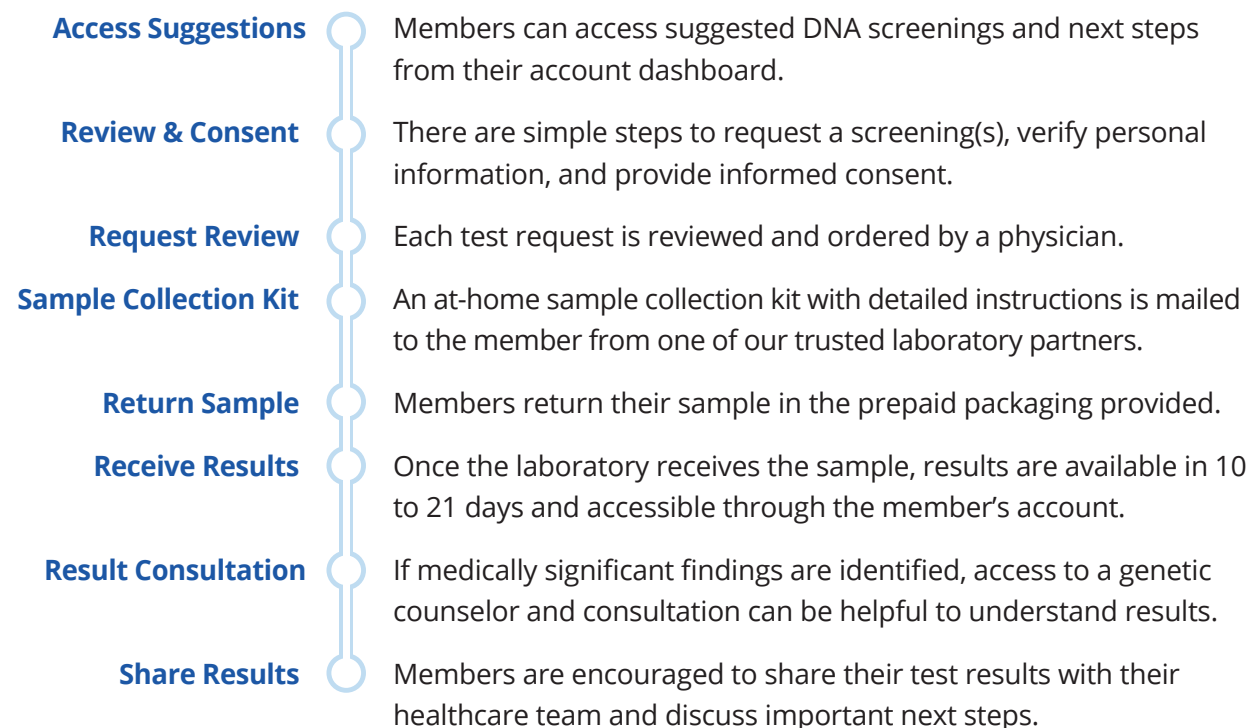 Access Suggestions
Members can access suggested DNA screenings and next steps
from their account dashboard.
Review & Consent
There are simple steps to request a screening(s), verify personal
information, and provide informed consent.
Request Review
Each test request is reviewed and ordered by a physician.
Sample Collection Kit
An at-home sample collection kit with detailed instructions is mailed
to the member from one of our trusted laboratory partners.
Return Sample
Members return their sample in the prepaid packaging provided.
Receive Results
Once the laboratory receives the sample, results are available in 10
to 21 days and accessible through the member’s account.
Result Consultation
If medically significant findings are identified, access to a genetic
counselor and consultation can be helpful to understand results.
Share Results
Members are encouraged to share their test results with their
healthcare team and discuss important next steps.